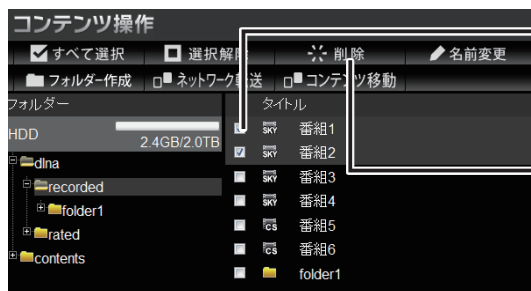 コンテンツ操作
すべて選択 選択解除 削除 名前変更
フォルダー作成 ネットワーク転送 コンテンツ移動
フォルダー タイトル
HDD 2.4GB/2.0TB
dlna
recorded
folder1
rated
contents
SKY 番組1
SKY 番組2
SKY 番組3
SKY 番組4
CS 番組5
CS 番組6
folder1